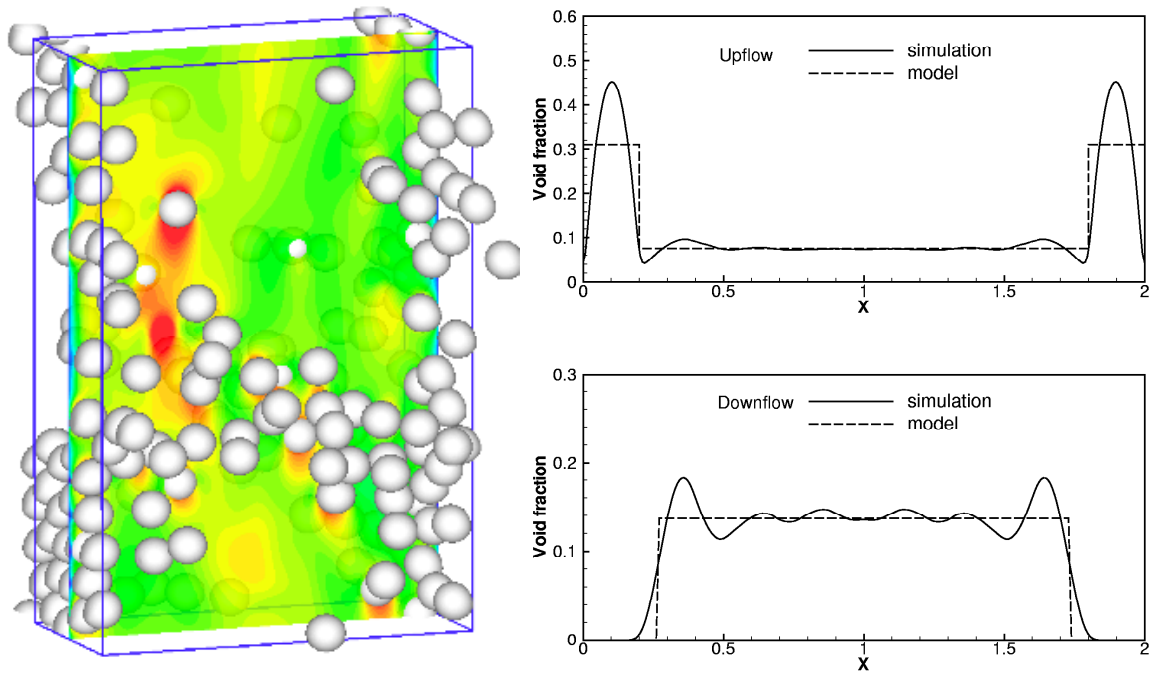 0.6
Upflow
simulation
model
0.5
0.4
Void fraction
0.3
0.2
0.1
0
0
0.5
1
1.5
2
X
0.3
Downflow
simulation
model
0.2
Void fraction
0.1
0
0
0.5
1
1.5
2
X